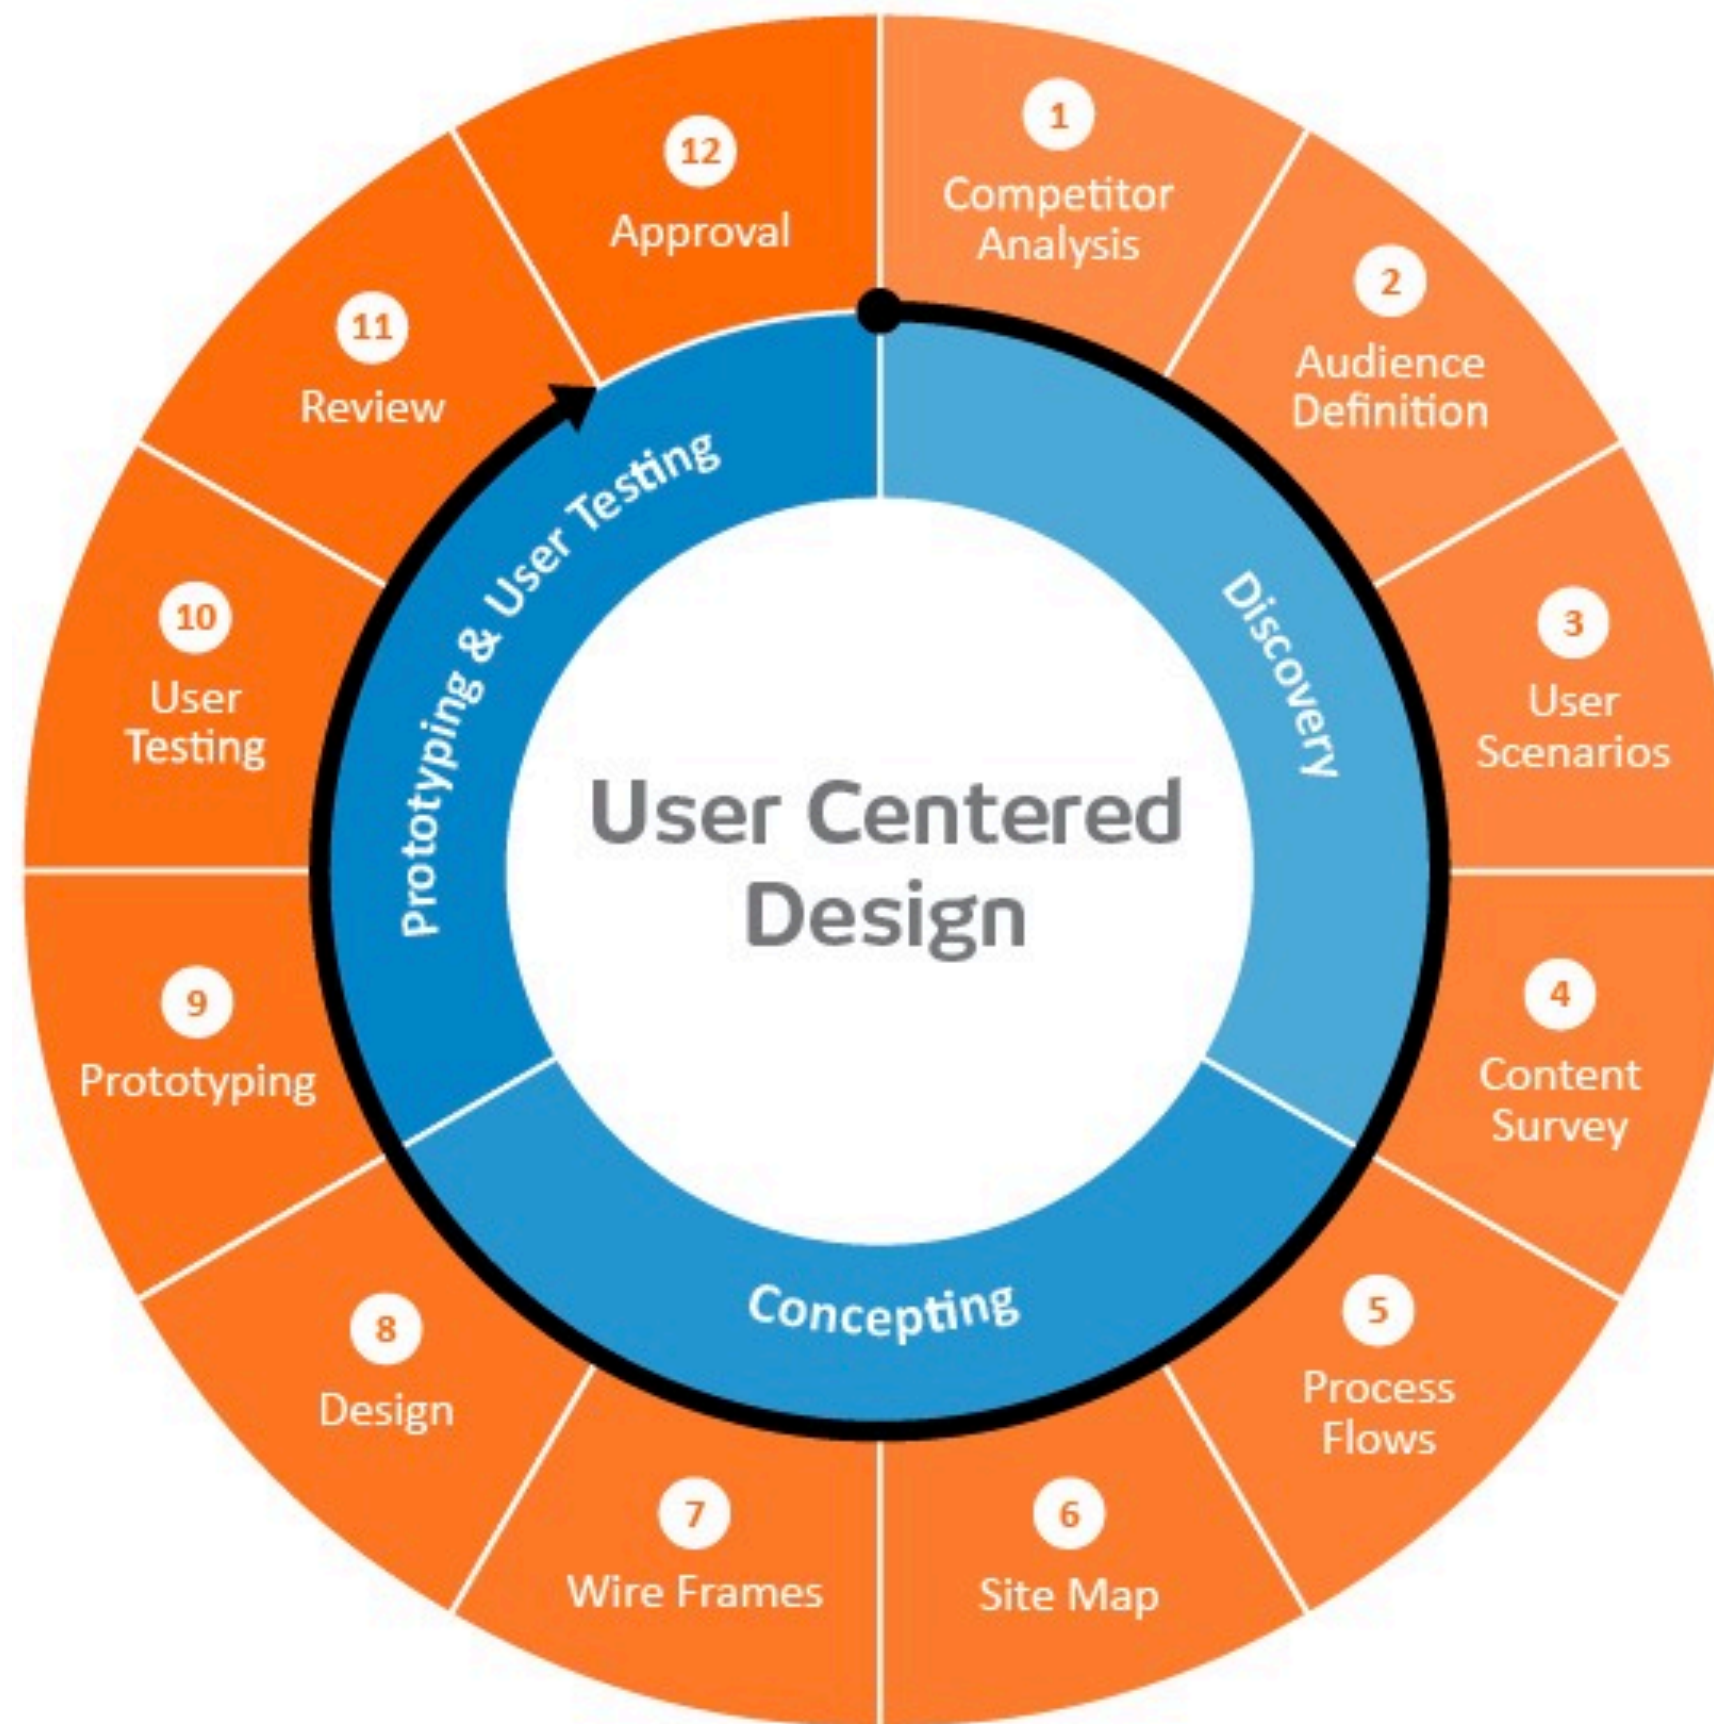 User Centered
Design
Discovery
Concepting
Prototyping & User Testing
1
Competitor
Analysis
2
Audience
Definition
3
User
Scenarios
4
Content
Survey
5
Process
Flows
6
Site Map
7
Wire Frames
8
Design
9
Prototyping
10
User
Testing
11
Review
12
Approval